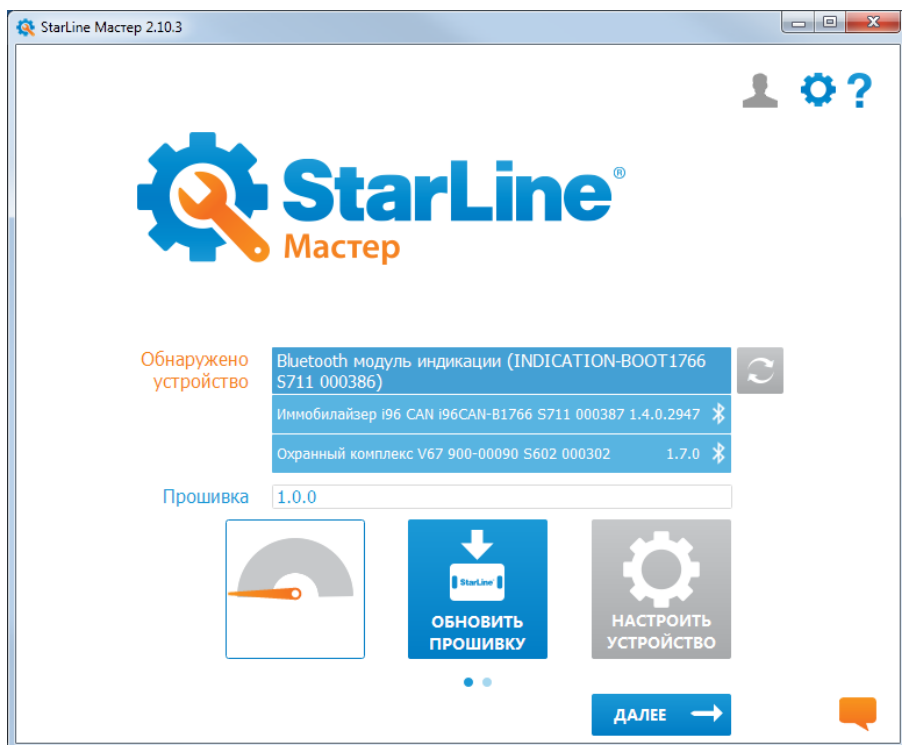 StarLine Мастер 2.10.3
?
StarLine®
Мастер
Обнаружено
устройство
Bluetooth модуль индикации (INDICATION-BOOT1766
S711 000386)
Иммобилайзер i96 CAN i96CAN-B1766 S711 000387 1.4.0.2947
Охранный комплекс V67 900-00090 S602 000302 1.7.0
Прошивка 1.0.0
StarLine
ОБНОВИТЬ
ПРОШИВКУ
НАСТРОИТЬ
УСТРОЙСТВО
ДАЛЕЕ